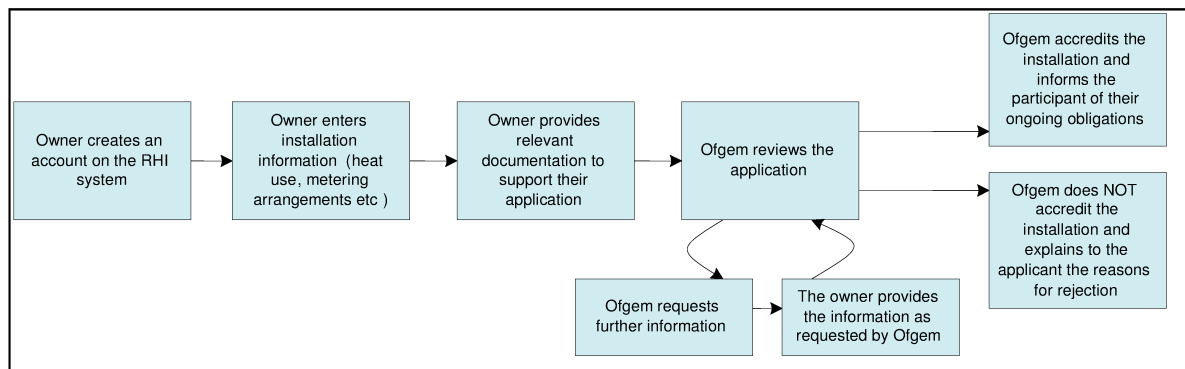 Owner creates an
account on the RHI
system
Owner enters
installation
information (heat
use, metering
arrangements etc )
Owner provides
relevant
documentation to
support their
application
Ofgem reviews the
application
Ofgem accredits the
installation and
informs the
participant of their
ongoing obligations
Ofgem does NOT
accredit the
installation and
explains to the
applicant the reasons
for rejection
Ofgem requests
further information
The owner provides
the information as
requested by Ofgem